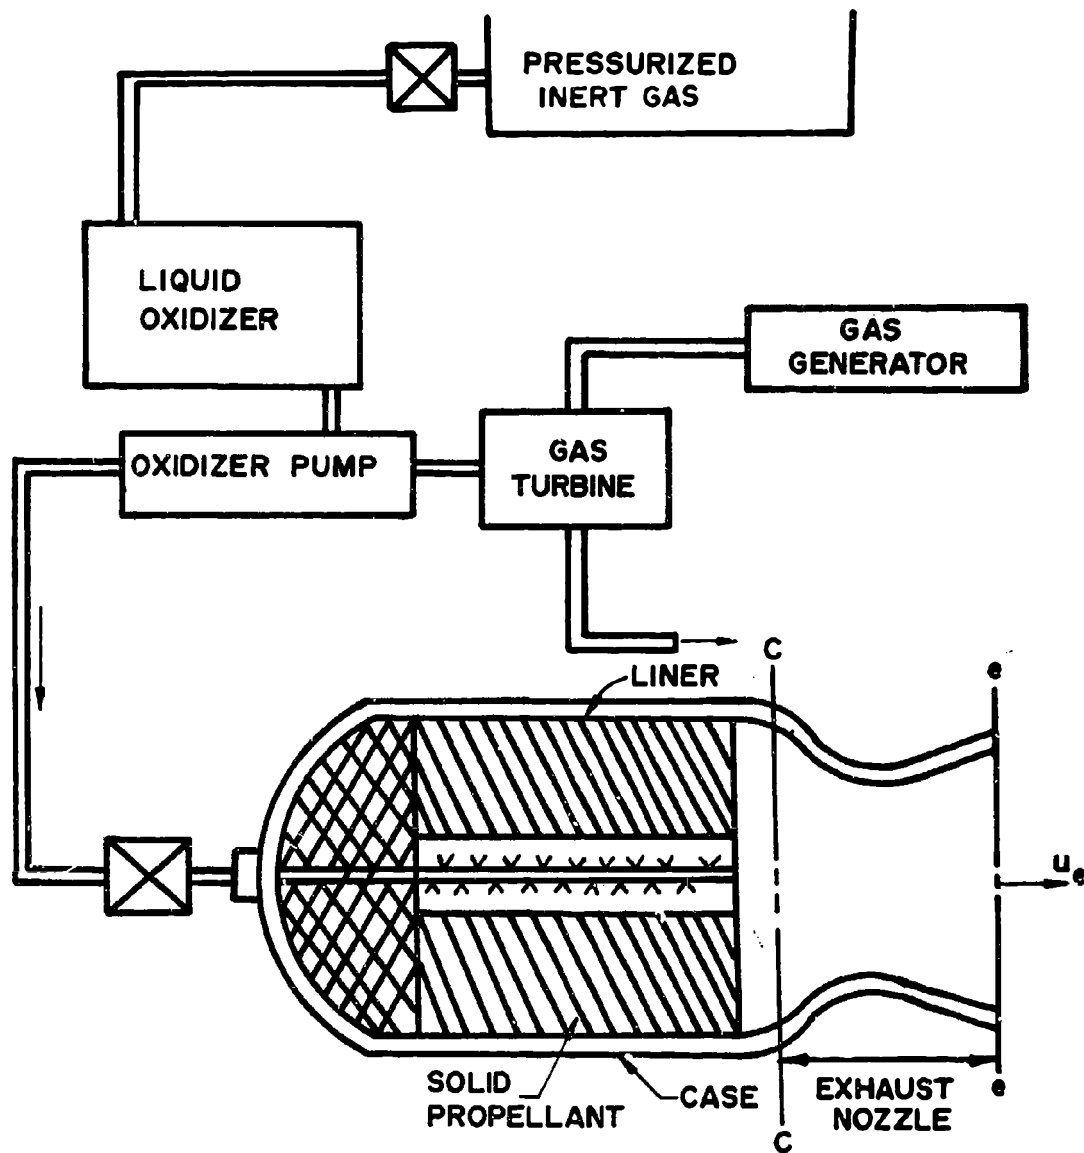 PRESSURIZED
INERT GAS
LIQUID
OXIDIZER
GAS
GENERATOR
OXIDIZER PUMP
GAS
TURBINE
C
LINER
e
u e
SOLID
PROPELLANT
CASE
EXHAUST
NOZZLE
e
C